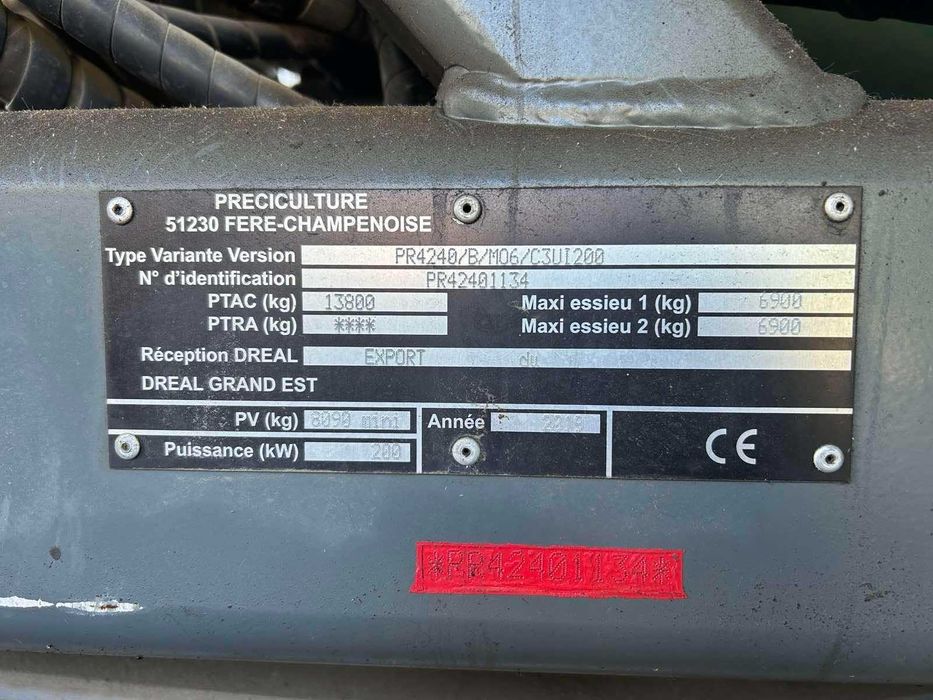 PRECICULTURE
51230 FERE-CHAMPENOISE
Type Variante Version PR4240/B/M06/C3UI200
N° d'identification PR42401134
PTAC (kg) 13800 Maxi essieu 1 (kg) 6900
PTRA (kg) **** Maxi essieu 2 (kg) 6900
Réception DREAL EXPORT du
DREAL GRAND EST
PV (kg) 8090 mini Année 2019
Puissance (kW) 200 CE
*PR42401134*